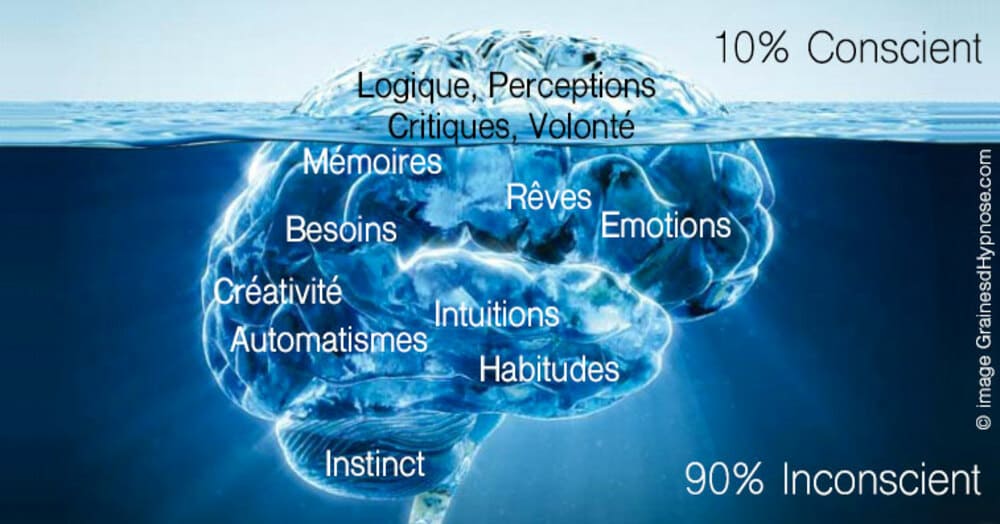 10% Conscient
Logique, Perceptions
Critiques, Volonté
Mémoires
Rêves
Emotions
Besoins
Créativité
Intuitions
Automatismes
Habitudes
Instinct
90% Inconscient
© image GrainesdHypnose.com